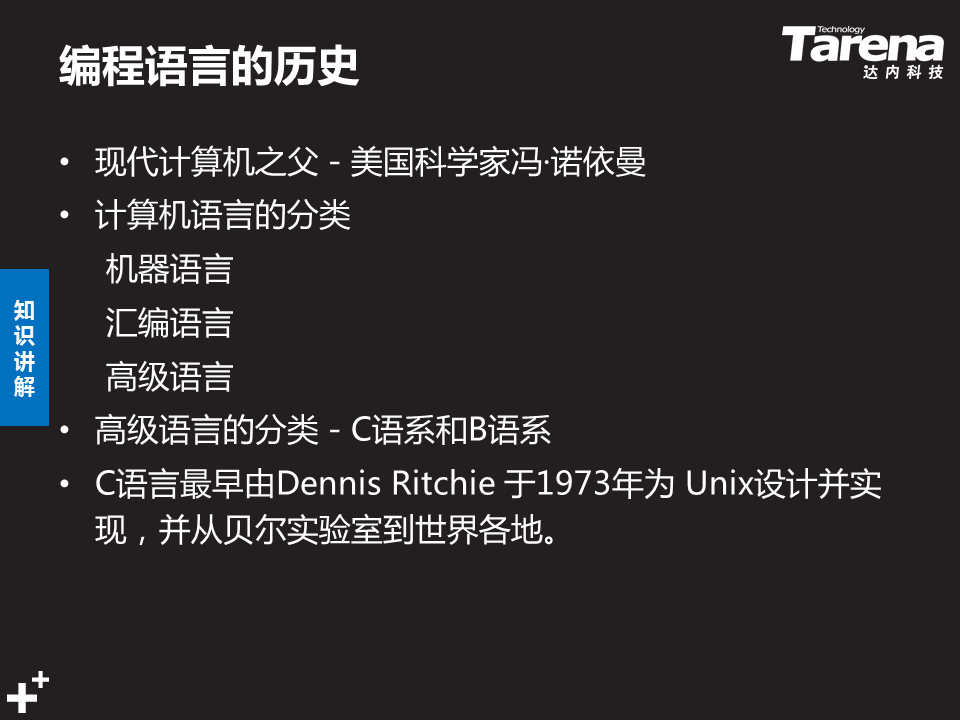 编程语言的历史
Technology
Tarena
达内科技
• 现代计算机之父 - 美国科学家冯·诺依曼
• 计算机语言的分类
机器语言
汇编语言
高级语言
• 高级语言的分类 - C语系和B语系
• C语言最早由Dennis Ritchie 于1973年为 Unix设计并实
现，并从贝尔实验室到世界各地。
知
识
讲
解